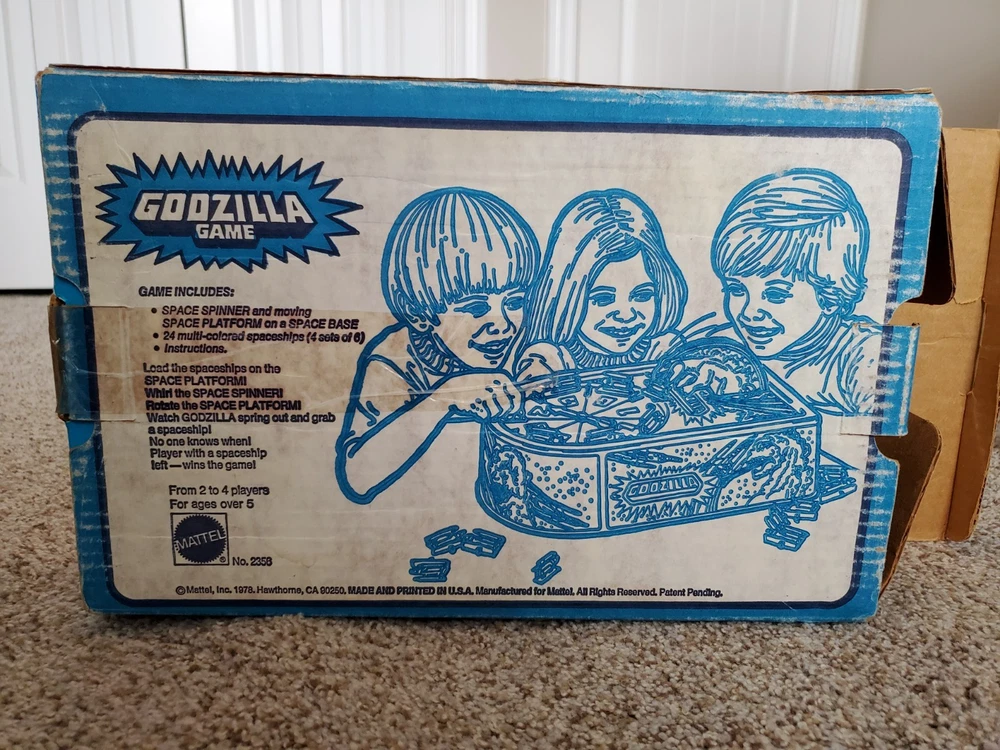 GODZILLA
GAME
GAME INCLUDES:
• SPACE SPINNER and moving
SPACE PLATFORM on a SPACE BASE
• 24 multi-colored spaceships (4 sets of 6)
• Instructions.
Load the spaceships on the
SPACE PLATFORM!
Whirl the SPACE SPINNER!
Rotate the SPACE PLATFORM!
Watch GODZILLA spring out and grab
a spaceship!
No one knows when!
Player with a spaceship
left—wins the game!
From 2 to 4 players
For ages over 5
MATTEL ® No. 2358
GODZILLA
© Mattel, Inc. 1978. Hawthorne, CA 90250. MADE AND PRINTED IN U.S.A. Manufactured for Mattel. All Rights Reserved. Patent Pending.